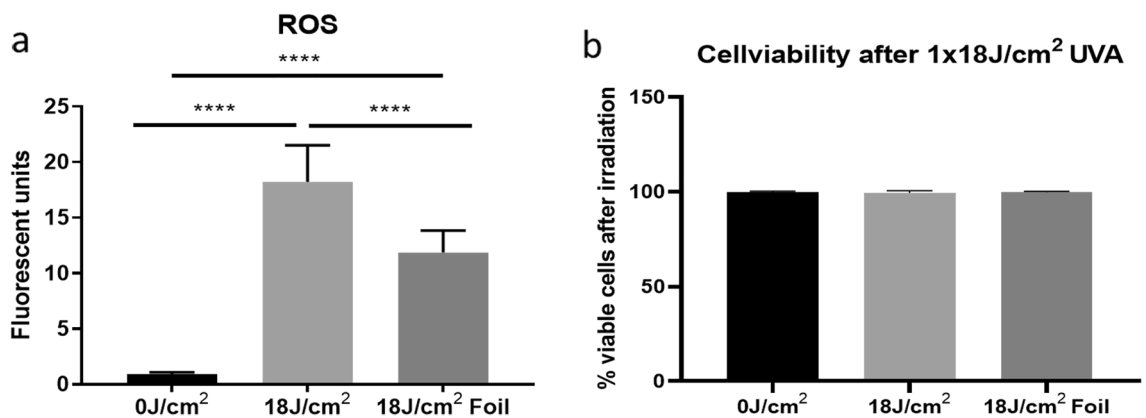 a
ROS
****
****
****
Fluorescent units
25
20
15
10
5
0
0J/cm²
18J/cm²
18J/cm² Foil
b
Cellviability after 1x18J/cm² UVA
% viable cells after irradiation
150
100
50
0
0J/cm²
18J/cm²
18J/cm² Foil